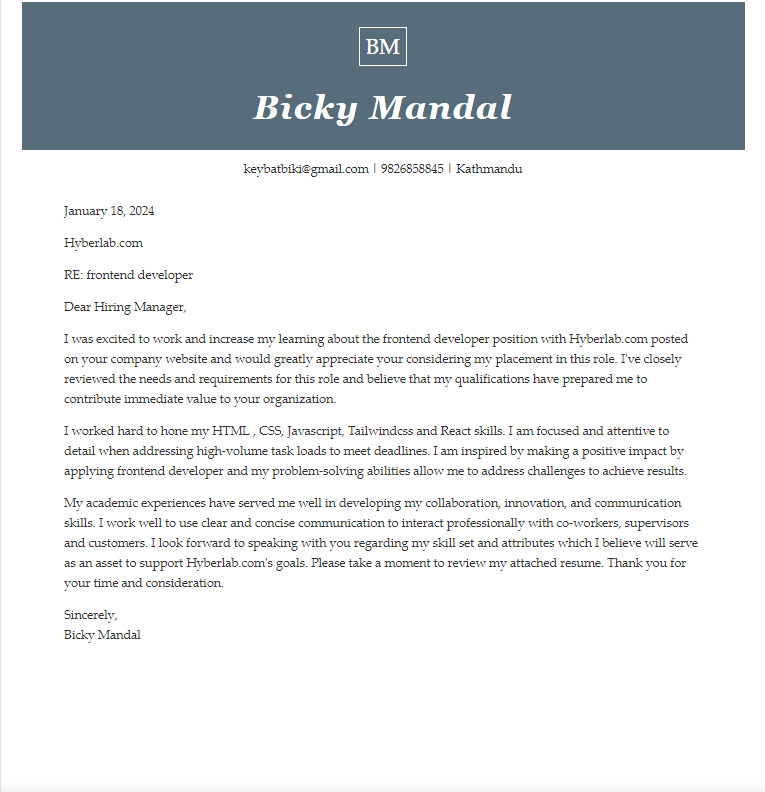 BM
Bicky Mandal
keybatbiki@gmail.com | 9826858845 | Kathmandu
January 18, 2024
Hyberlab.com
RE: frontend developer
Dear Hiring Manager,
I was excited to work and increase my learning about the frontend developer position with Hyberlab.com posted
on your company website and would greatly appreciate your considering my placement in this role. I've closely
reviewed the needs and requirements for this role and believe that my qualifications have prepared me to
contribute immediate value to your organization.
I worked hard to hone my HTML , CSS, Javascript, Tailwindcss and React skills. I am focused and attentive to
detail when addressing high-volume task loads to meet deadlines. I am inspired by making a positive impact by
applying frontend developer and my problem-solving abilities allow me to address challenges to achieve results.
My academic experiences have served me well in developing my collaboration, innovation, and communication
skills. I work well to use clear and concise communication to interact professionally with co-workers, supervisors
and customers. I look forward to speaking with you regarding my skill set and attributes which I believe will serve
as an asset to support Hyberlab.com's goals. Please take a moment to review my attached resume. Thank you for
your time and consideration.
Sincerely,
Bicky Mandal